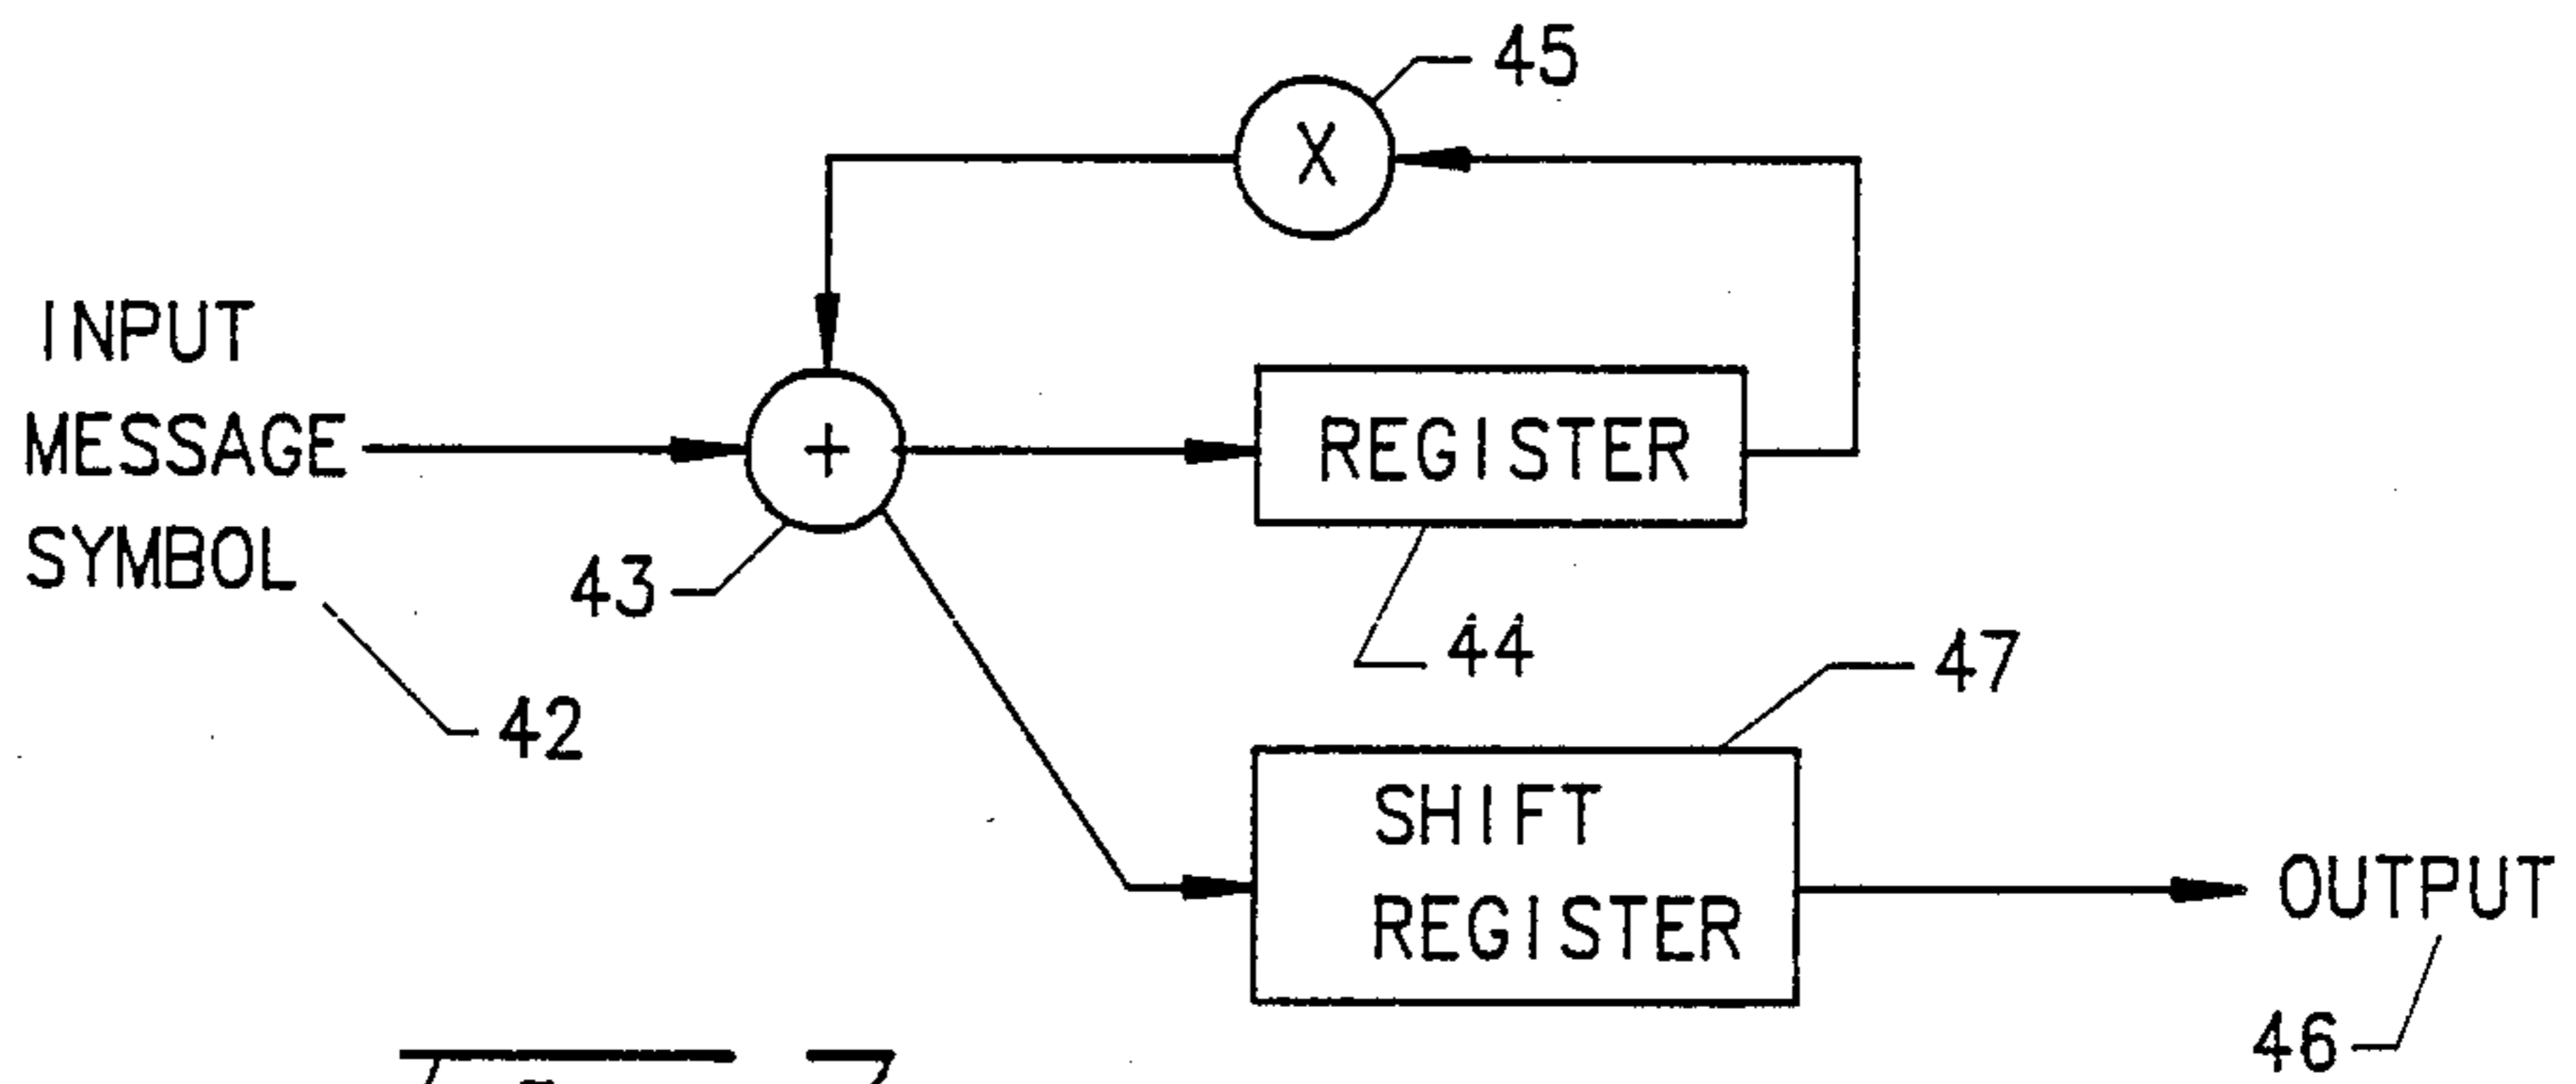 45
X
INPUT
MESSAGE
SYMBOL
+
REGISTER
43
44
47
42
SHIFT
REGISTER
OUTPUT
46